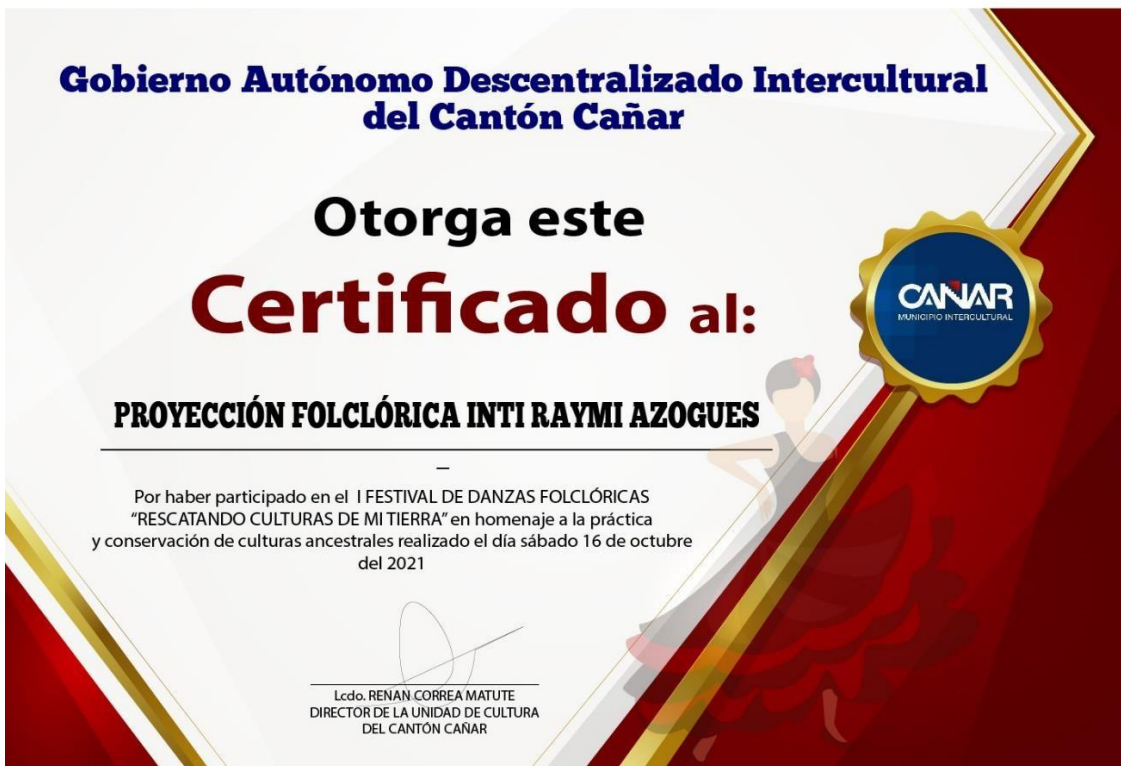 Gobierno Autónomo Descentralizado Intercultural
del Cantón Cañar
Otorga este
Certificado al:
CAÑAR
MUNICIPIO INTERCULTURAL
PROYECCIÓN FOLCLÓRICA INTI RAYMI AZOGUES
–
Por haber participado en el I FESTIVAL DE DANZAS FOLCLÓRICAS
“RESCATANDO CULTURAS DE MI TIERRA” en homenaje a la práctica
y conservación de culturas ancestrales realizado el día sábado 16 de octubre
del 2021
Lcdo. RENAN CORREA MATUTE
DIRECTOR DE LA UNIDAD DE CULTURA
DEL CANTÓN CAÑAR